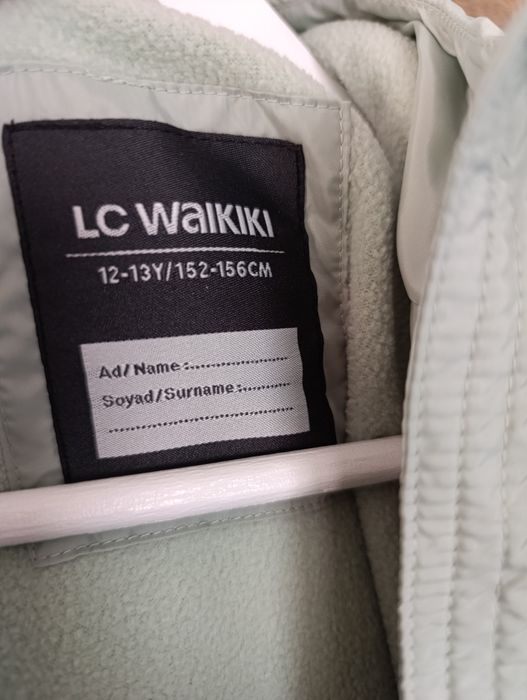 LC WaiKiKi
12-13Y/152-156CM
Ad/Name:....................
Soyad/Surname:..........
......................................